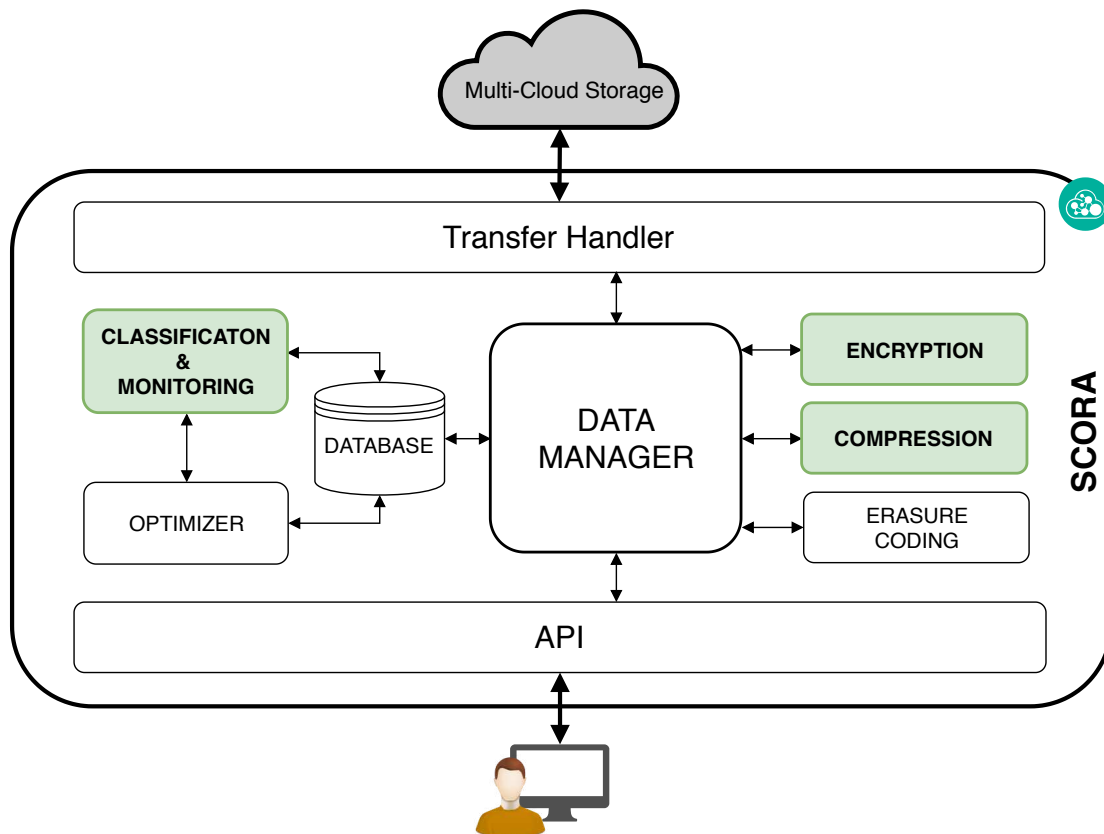 Multi-Cloud Storage
Transfer Handler
CLASSIFICATON
&
MONITORING
DATABASE
OPTIMIZER
DATA
MANAGER
ENCRYPTION
COMPRESSION
ERASURE
CODING
SCORA
API